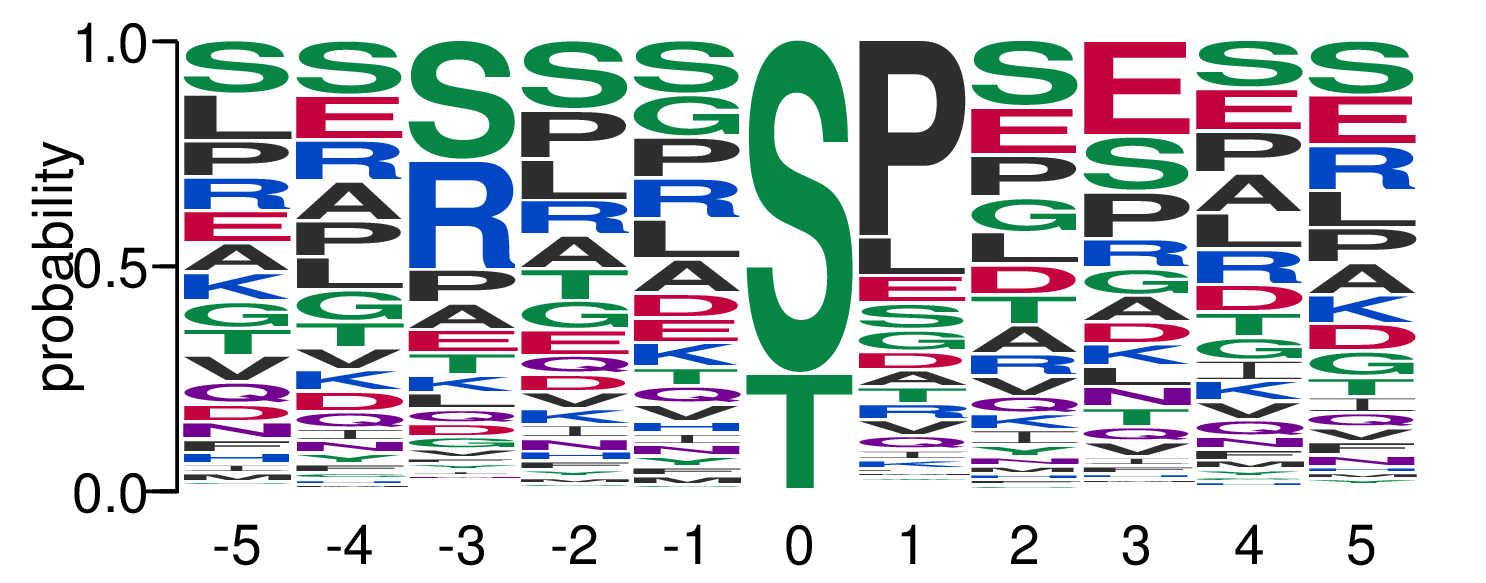 probability
1.0
0.5
0.0
S S S S S S P S E S S
L E R P G T L E S E E
P R P L P E P P P R
R A A R R S G R A L
E P E A L G L G L P
A L T T A D D A R A
K G K G D A T D D K
G T L E E T A K T D
T V Q Q K R R L G G
V K D D T V V N I T
Q D G V Q Q Q T K I
D Q V K V I K Q V Q
-5 -4 -3 -2 -1 0 1 2 3 4 5